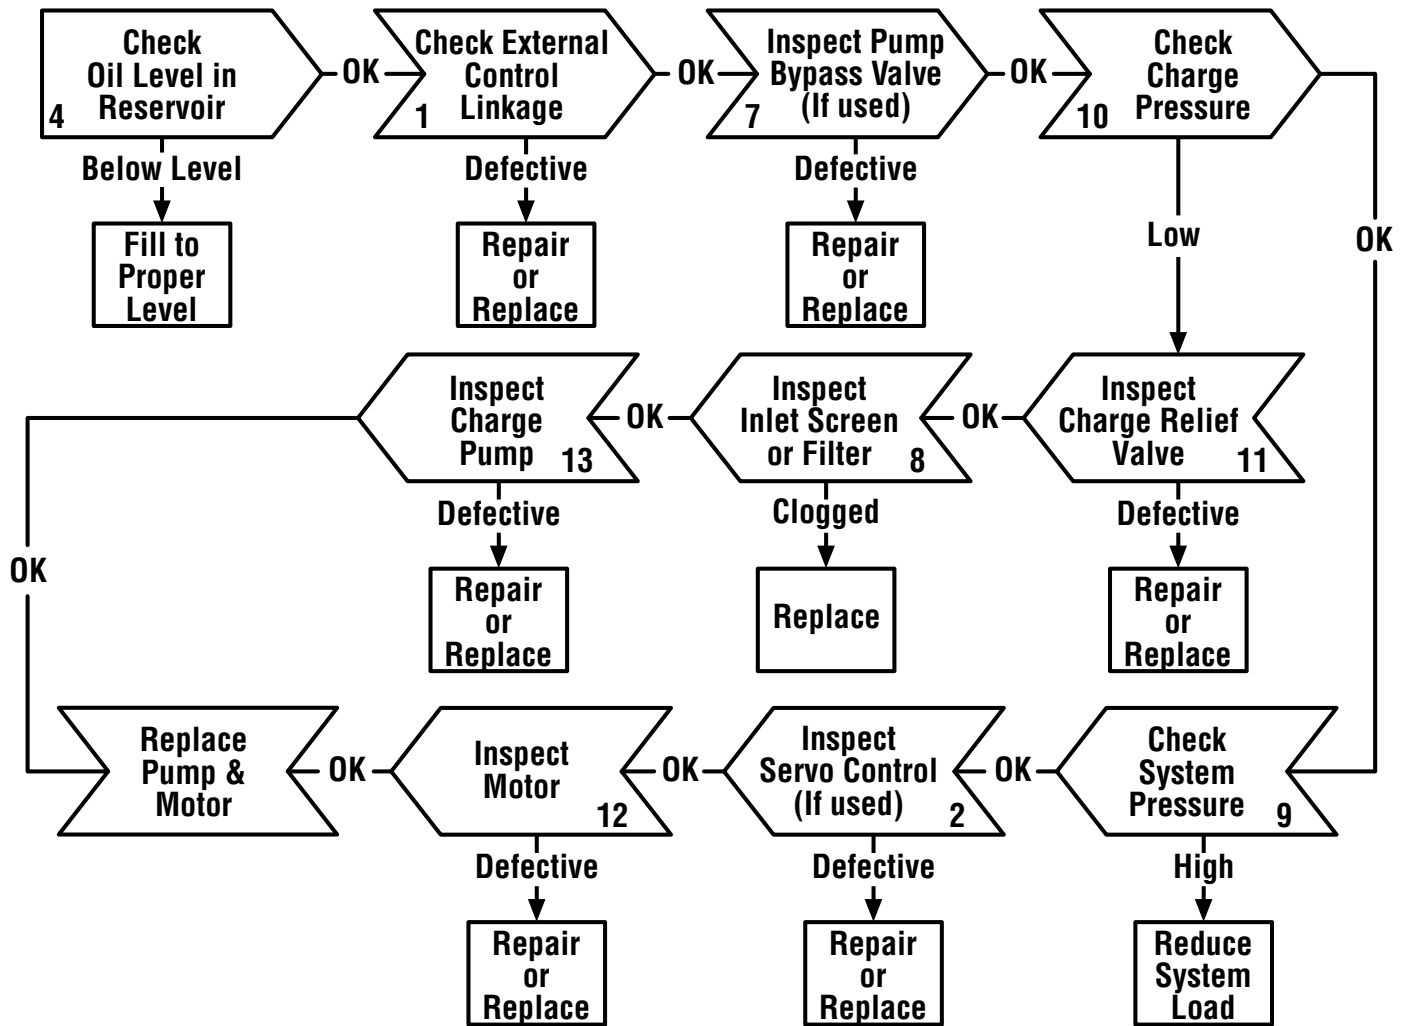 Check
Oil Level in
Reservoir
4
OK
Check External
Control
Linkage
1
OK
Inspect Pump
Bypass Valve
(If used)
7
OK
Check
Charge
Pressure
10
Below Level
Defective
Defective
Low
OK
Fill to
Proper
Level
Repair
or
Replace
Repair
or
Replace
Inspect
Charge
Pump
13
OK
Inspect
Inlet Screen
or Filter
8
OK
Inspect
Charge Relief
Valve
11
Defective
Clogged
Defective
OK
Repair
or
Replace
Replace
Repair
or
Replace
Replace
Pump &
Motor
OK
Inspect
Motor
12
OK
Inspect
Servo Control
(If used)
2
OK
Check
System
Pressure
9
Defective
Defective
High
Repair
or
Replace
Repair
or
Replace
Reduce
System
Load